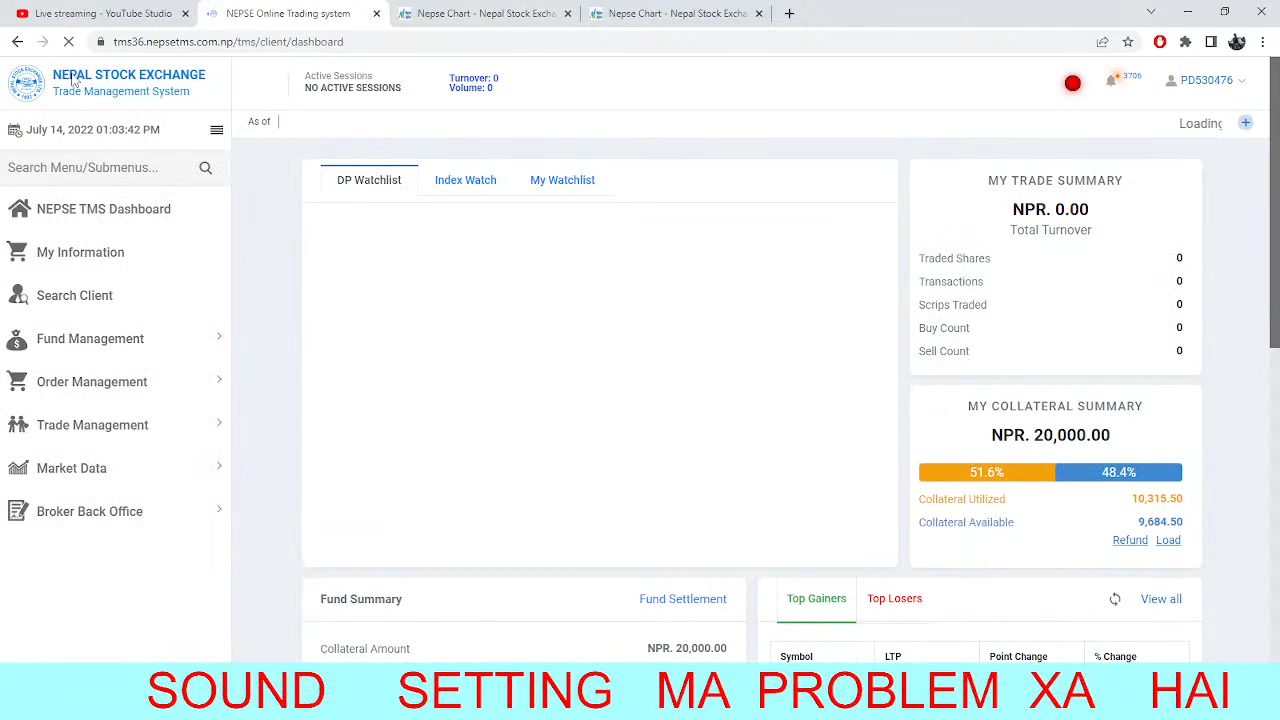 Live streaming - YouTube Studio
NEPSE Online Trading system
Nepse Chart - Nepal Stock Excha
Nepse Chart - Nepal Stock Excha
tms36.nepsetms.com.np/tms/client/dashboard
NEPAL STOCK EXCHANGE
Trade Management System
Active Sessions
NO ACTIVE SESSIONS
Turnover: 0
Volume: 0
3706
PD530476
July 14, 2022 01:03:42 PM
As of
Loading
Search Menu/Submenus...
NEPSE TMS Dashboard
My Information
Search Client
Fund Management
Order Management
Trade Management
Market Data
Broker Back Office
DP Watchlist
Index Watch
My Watchlist
MY TRADE SUMMARY
NPR. 0.00
Total Turnover
Traded Shares 0
Transactions 0
Scrips Traded 0
Buy Count 0
Sell Count 0
MY COLLATERAL SUMMARY
NPR. 20,000.00
51.6% 48.4%
Collateral Utilized 10,315.50
Collateral Available 9,684.50
Refund Load
Fund Summary
Fund Settlement
Collateral Amount NPR. 20,000.00
Top Gainers
Top Losers
View all
Symbol LTP Point Change % Change
SOUND SETTING MA PROBLEM XA HAI